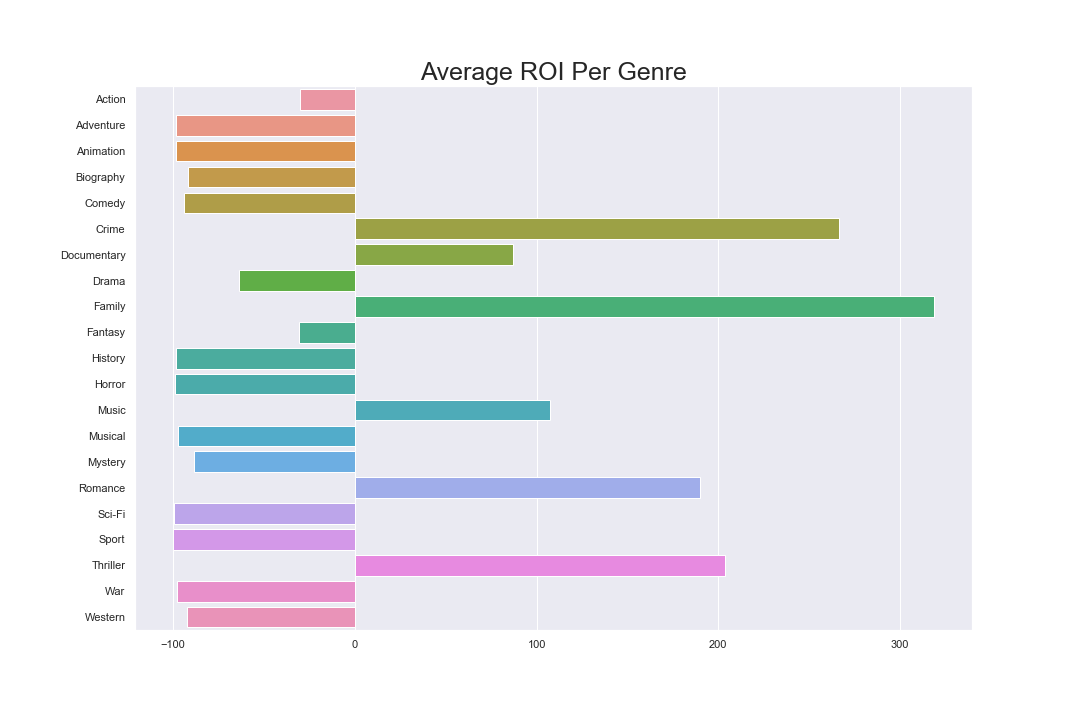 Average ROI Per Genre
Action
Adventure
Animation
Biography
Comedy
Crime
Documentary
Drama
Family
Fantasy
History
Horror
Music
Musical
Mystery
Romance
Sci-Fi
Sport
Thriller
War
Western
−100 0 100 200 300